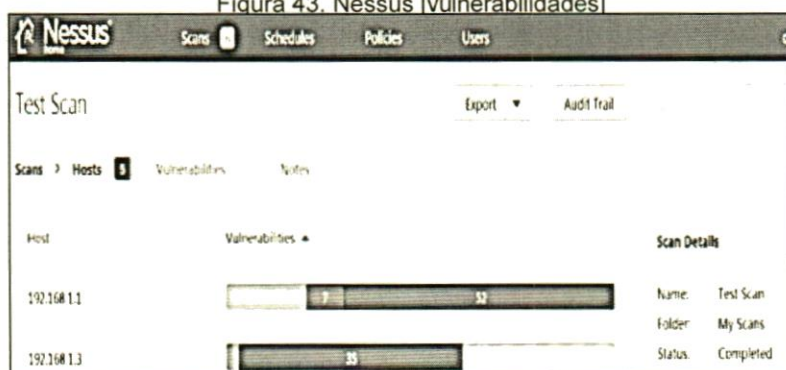 Figura 43. Nessus [Vulnerabilidades]
Nessus
home
Scans Schedules Policies Users
Test Scan
Export ▼ Audit Trail
Scans > Hosts Vulnerabilities Notes
Host Vulnerabilities ▲ Scan Details
192.168.1.1 7 52 Name: Test Scan
Folder: My Scans
192.168.1.3 35 Status: Completed